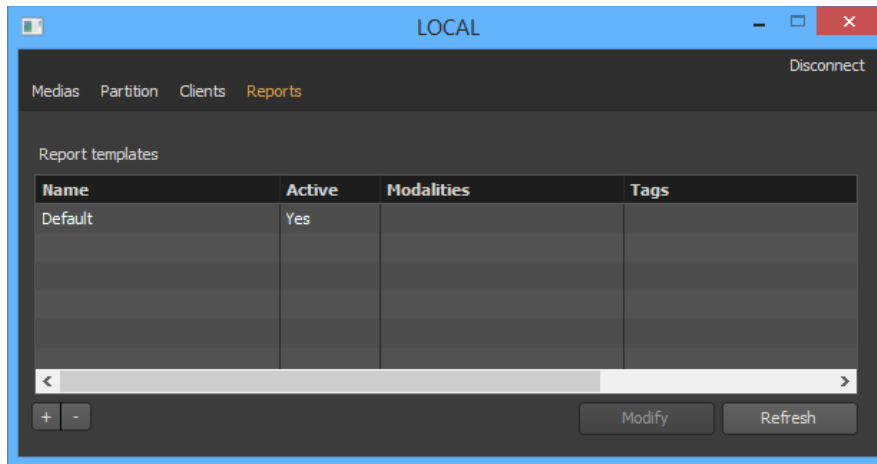 LOCAL
Disconnect
Medias Partition Clients Reports
Report templates
Name Active Modalities Tags
Default Yes
+ - Modify Refresh